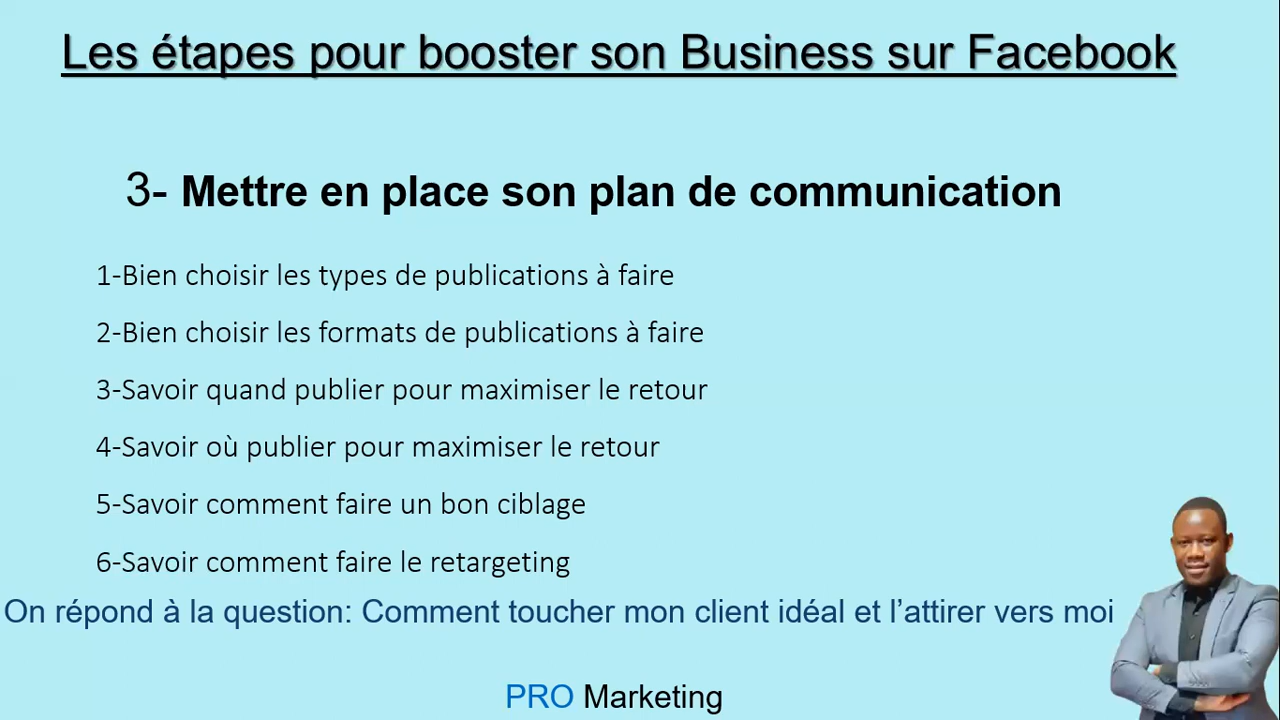 Les étapes pour booster son Business sur Facebook
3- Mettre en place son plan de communication
1-Bien choisir les types de publications à faire
2-Bien choisir les formats de publications à faire
3-Savoir quand publier pour maximiser le retour
4-Savoir où publier pour maximiser le retour
5-Savoir comment faire un bon ciblage
6-Savoir comment faire le retargeting
On répond à la question: Comment toucher mon client idéal et l’attirer vers moi
PRO Marketing